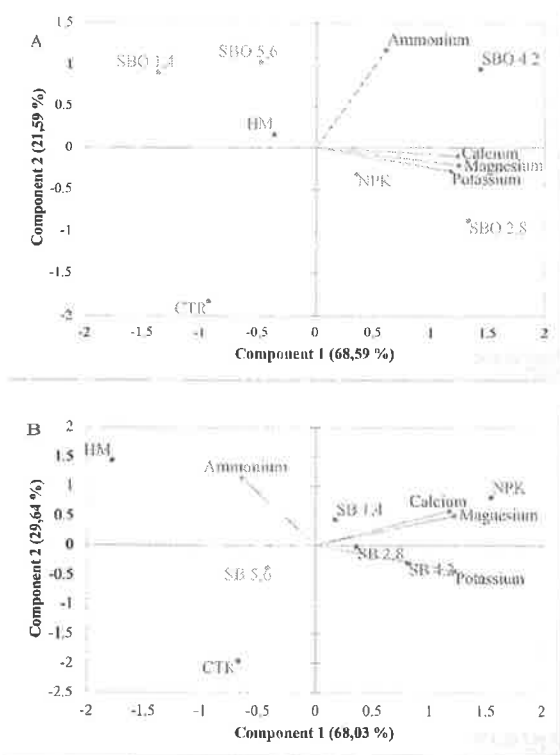 A
1,5
1
0.5
0
-0.5
-1
-1.5
-2
-2
-1.5
-1
-0.5
0
0,5
1
1.5
2
SBO 1,4
SBO 5,6
Ammonium
SBO 4 2
HM
Calcium
Magnesium
Potassium
NPK
SBO 2,8
CTR
Component 2 (21,59 %)
Component 1 (68,59 %)
B
2
1.5
1
0.5
0
-0.5
-1
-1.5
-2
-2.5
-2
-1,5
-1
-0,5
0
0,5
1
1,5
2
HM
Ammonium
NPK
Calcium
SB 1,4
Magnesium
SB 2,8
SB 4,2
Potassium
SB 5,6
CTR
Component 2 (29,64 %)
Component 1 (68,03 %)